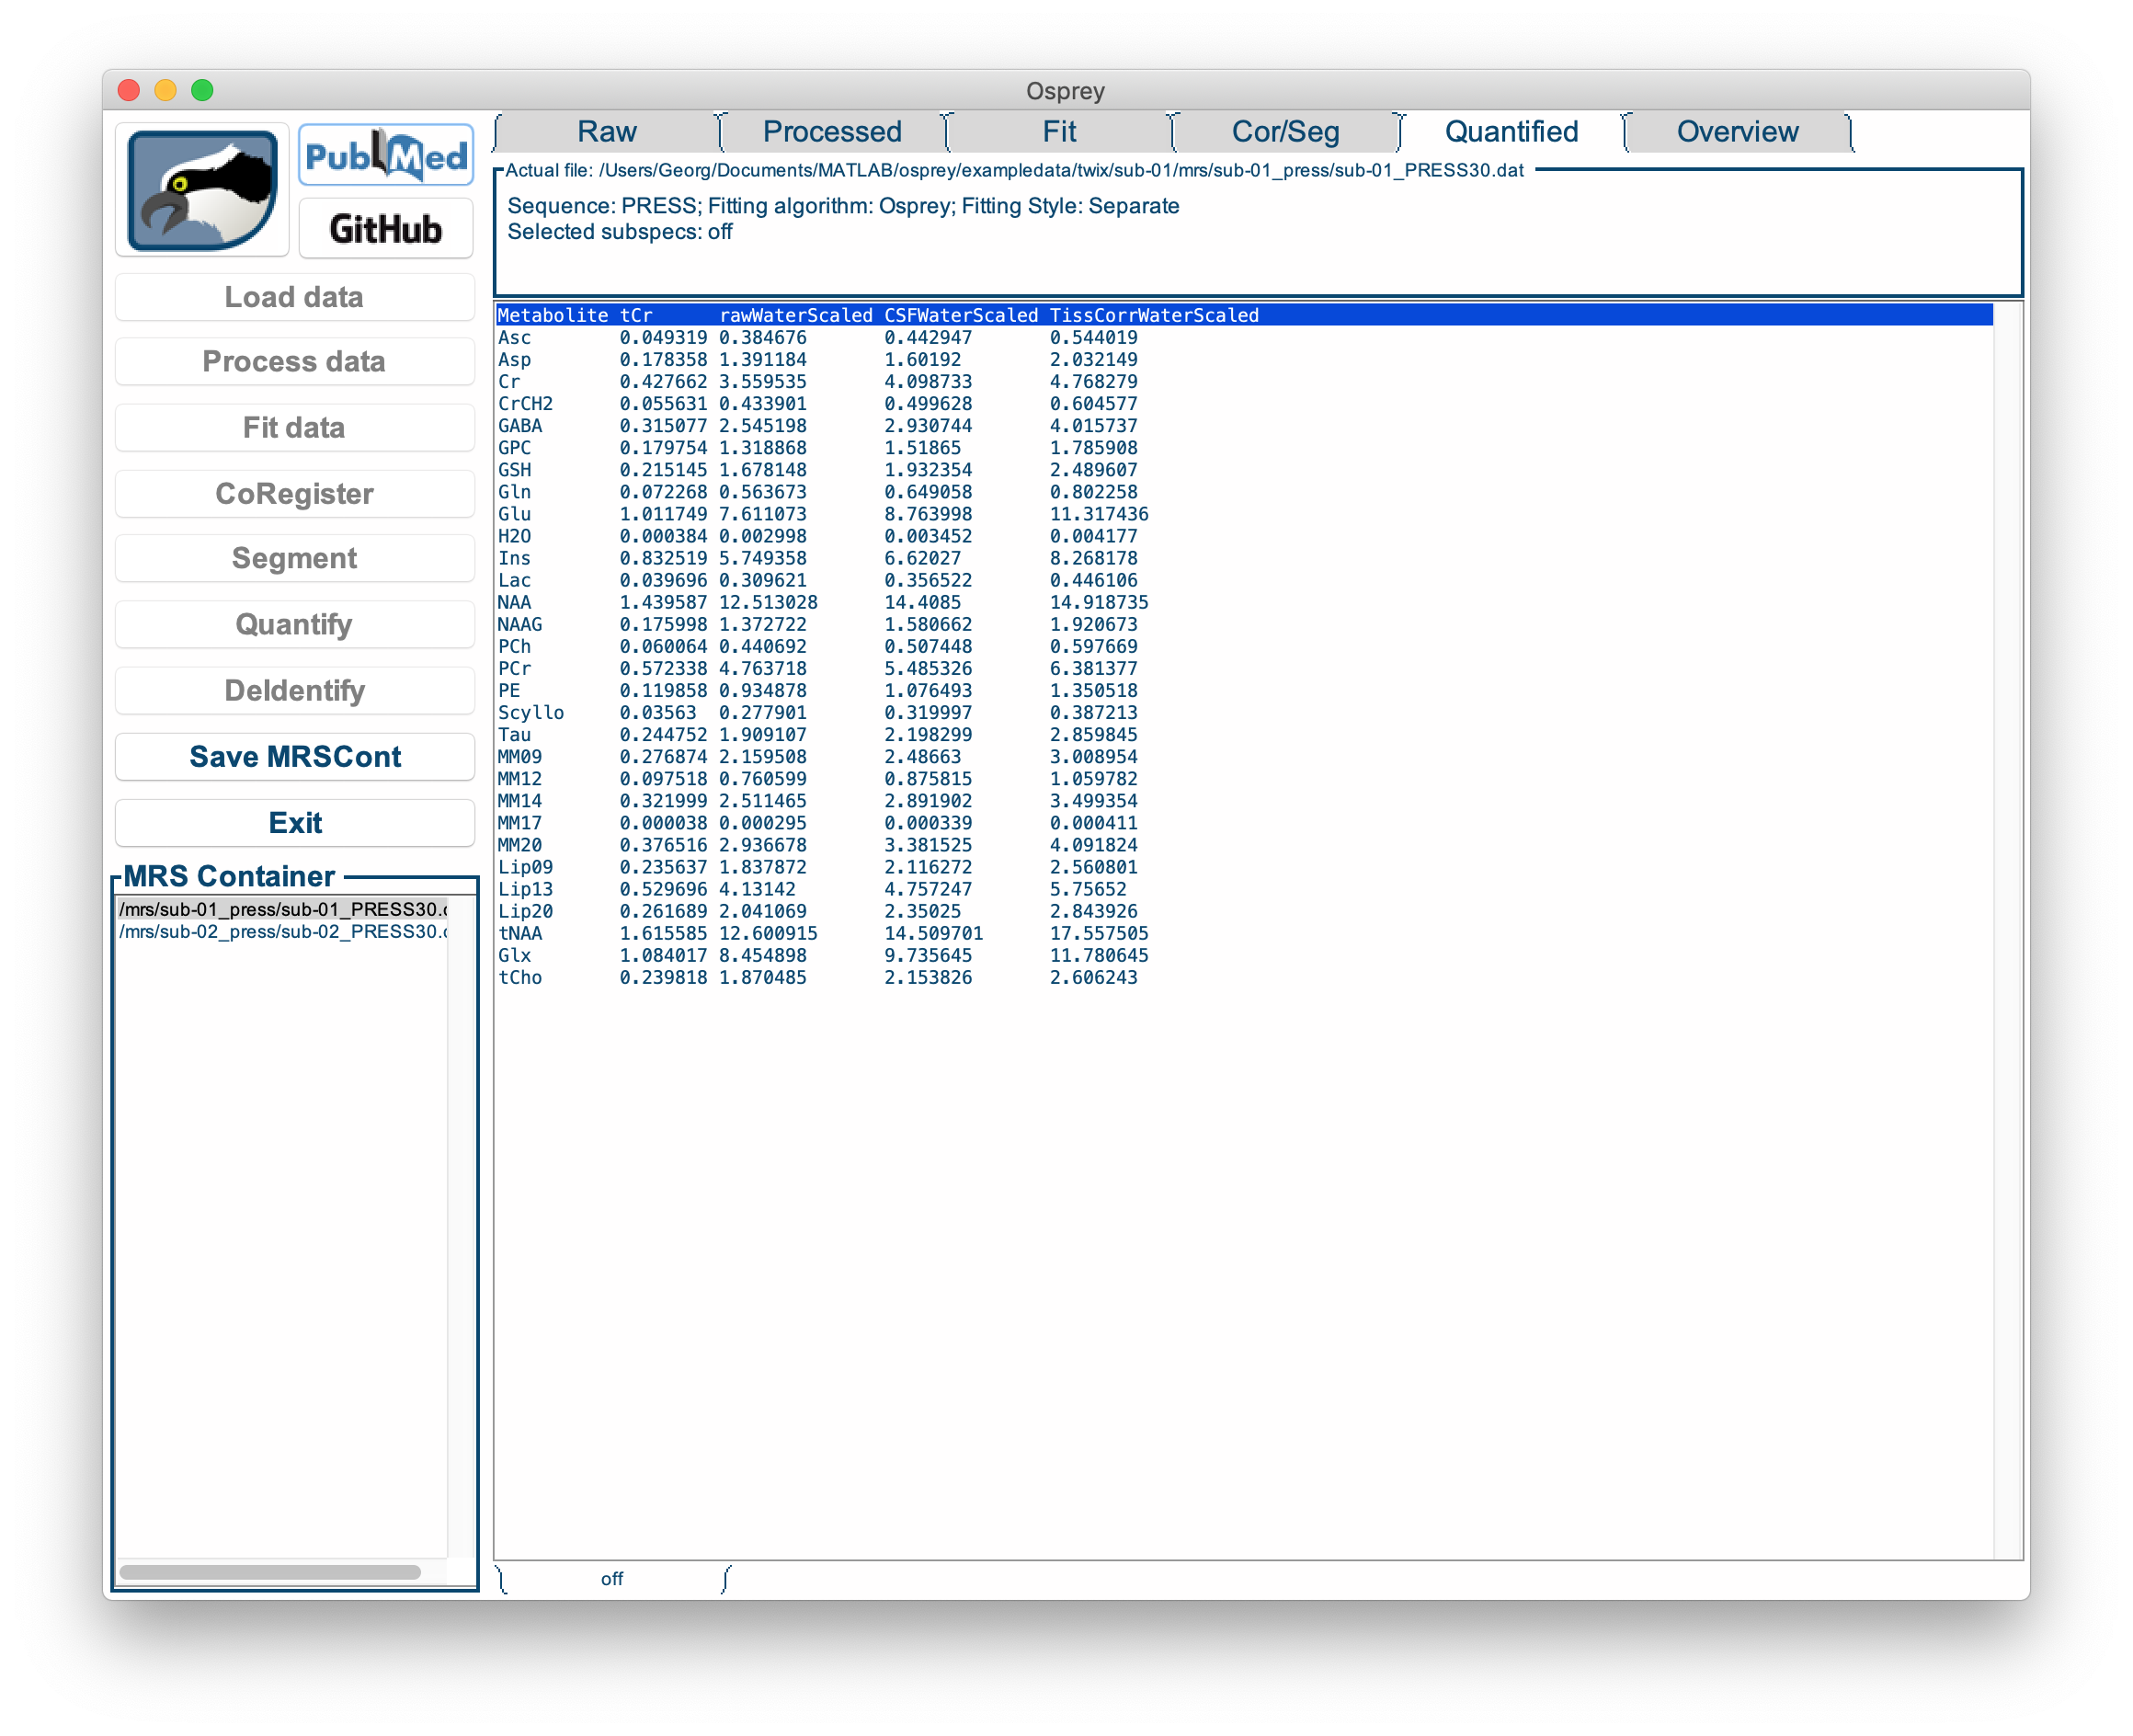 Osprey
PubMed
GitHub
Load data
Process data
Fit data
CoRegister
Segment
Quantify
DeIdentify
Save MRSCont
Exit
MRS Container
/mrs/sub-01_press/sub-01_PRESS30.
/mrs/sub-02_press/sub-02_PRESS30.
Raw Processed Fit Cor/Seg Quantified Overview
Actual file: /Users/Georg/Documents/MATLAB/osprey/exampledata/twix/sub-01/mrs/sub-01_press/sub-01_PRESS30.dat
Sequence: PRESS; Fitting algorithm: Osprey; Fitting Style: Separate
Selected subspecs: off
Metabolite tCr rawWaterScaled CSFWaterScaled TissCorrWaterScaled
Asc 0.049319 0.384676 0.442947 0.544019
Asp 0.178358 1.391184 1.60192 2.032149
Cr 0.427662 3.559535 4.098733 4.768279
CrCH2 0.055631 0.433901 0.499628 0.604577
GABA 0.315077 2.545198 2.930744 4.015737
GPC 0.179754 1.318868 1.51865 1.785908
GSH 0.215145 1.678148 1.932354 2.489607
Gln 0.072268 0.563673 0.649058 0.802258
Glu 1.011749 7.611073 8.763998 11.317436
H2O 0.000384 0.002998 0.003452 0.004177
Ins 0.832519 5.749358 6.62027 8.268178
Lac 0.039696 0.309621 0.356522 0.446106
NAA 1.439587 12.513028 14.4085 14.918735
NAAG 0.175998 1.372722 1.580662 1.920673
PCh 0.060064 0.440692 0.507448 0.597669
PCr 0.572338 4.763718 5.485326 6.381377
PE 0.119858 0.934878 1.076493 1.350518
Scyllo 0.03563 0.277901 0.319997 0.387213
Tau 0.244752 1.909107 2.198299 2.859845
MM09 0.276874 2.159508 2.48663 3.008954
MM12 0.097518 0.760599 0.875815 1.059782
MM14 0.321999 2.511465 2.891902 3.499354
MM17 0.000038 0.000295 0.000339 0.000411
MM20 0.376516 2.936678 3.381525 4.091824
Lip09 0.235637 1.837872 2.116272 2.560801
Lip13 0.529696 4.13142 4.757247 5.75652
Lip20 0.261689 2.041069 2.35025 2.843926
tNAA 1.615585 12.600915 14.509701 17.557505
Glx 1.084017 8.454898 9.735645 11.780645
tCho 0.239818 1.870485 2.153826 2.606243
off